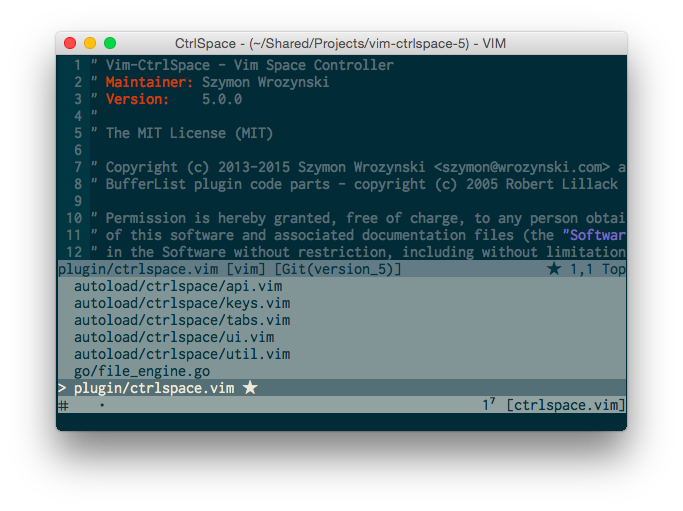 CtrlSpace - (~/Shared/Projects/vim-ctrlspace-5) - VIM
1 " Vim-CtrlSpace - Vim Space Controller
2 " Maintainer: Szymon Wrozynski
3 " Version:    5.0.0
4 "
5 " The MIT License (MIT)
6
7 " Copyright (c) 2013-2015 Szymon Wrozynski <szymon@wrozynski.com> a
8 " BufferList plugin code parts - copyright (c) 2005 Robert Lillack
9
10 " Permission is hereby granted, free of charge, to any person obtai
11 " of this software and associated documentation files (the "Softwar
12 " in the Software without restriction, including without limitation
plugin/ctrlspace.vim [vim] [Git(version_5)] ★ 1,1 Top
autoload/ctrlspace/api.vim
autoload/ctrlspace/keys.vim
autoload/ctrlspace/tabs.vim
autoload/ctrlspace/ui.vim
autoload/ctrlspace/util.vim
go/file_engine.go
> plugin/ctrlspace.vim ★
⌗ · 1⁷ [ctrlspace.vim]